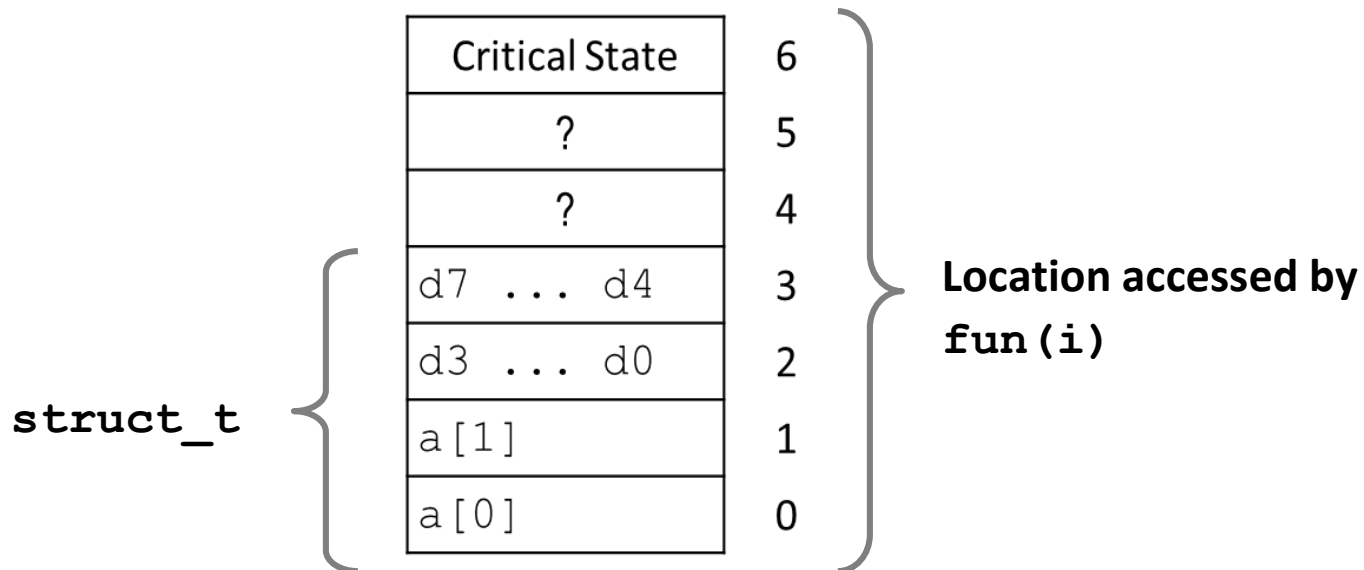 Critical State 6
? 5
? 4
d7 ... d4 3
d3 ... d0 2
a[1] 1
a[0] 0
struct_t
Location accessed by
fun(i)